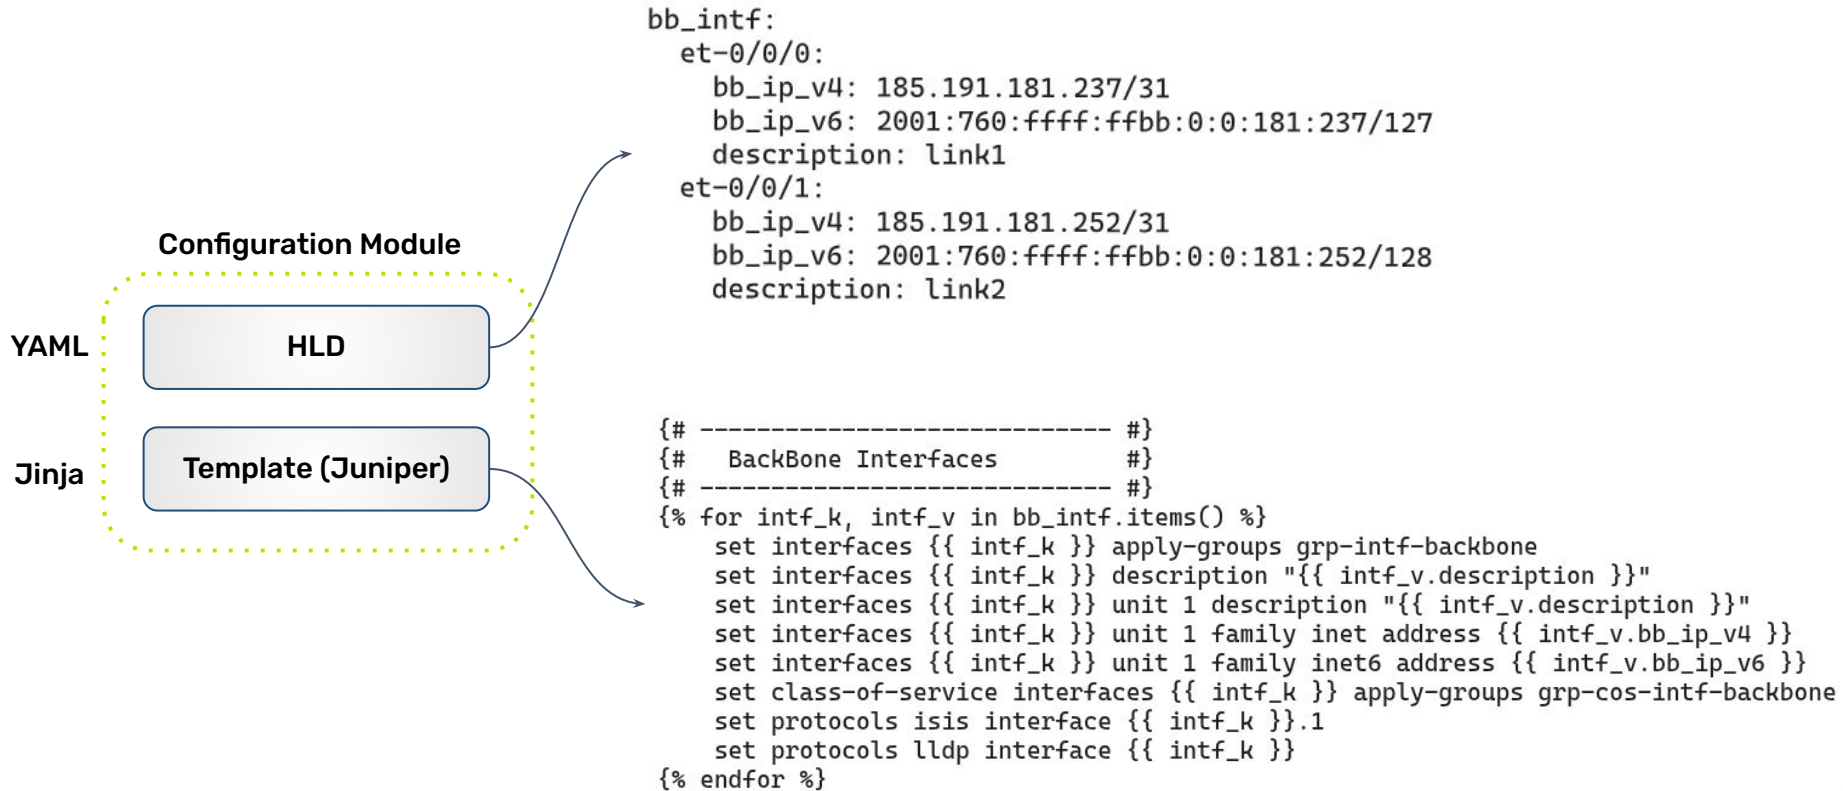 Configuration Module
YAML
HLD
Jinja
Template (Juniper)
bb_intf:
  et-0/0/0:
    bb_ip_v4: 185.191.181.237/31
    bb_ip_v6: 2001:760:ffff:ffbb:0:0:181:237/127
    description: link1
  et-0/0/1:
    bb_ip_v4: 185.191.181.252/31
    bb_ip_v6: 2001:760:ffff:ffbb:0:0:181:252/128
    description: link2
{# ----------------------------- #}
{#   BackBone Interfaces         #}
{# ----------------------------- #}
{% for intf_k, intf_v in bb_intf.items() %}
    set interfaces {{ intf_k }} apply-groups grp-intf-backbone
    set interfaces {{ intf_k }} description "{{ intf_v.description }}"
    set interfaces {{ intf_k }} unit 1 description "{{ intf_v.description }}"
    set interfaces {{ intf_k }} unit 1 family inet address {{ intf_v.bb_ip_v4 }}
    set interfaces {{ intf_k }} unit 1 family inet6 address {{ intf_v.bb_ip_v6 }}
    set class-of-service interfaces {{ intf_k }} apply-groups grp-cos-intf-backbone
    set protocols isis interface {{ intf_k }}.1
    set protocols lldp interface {{ intf_k }}
{% endfor %}